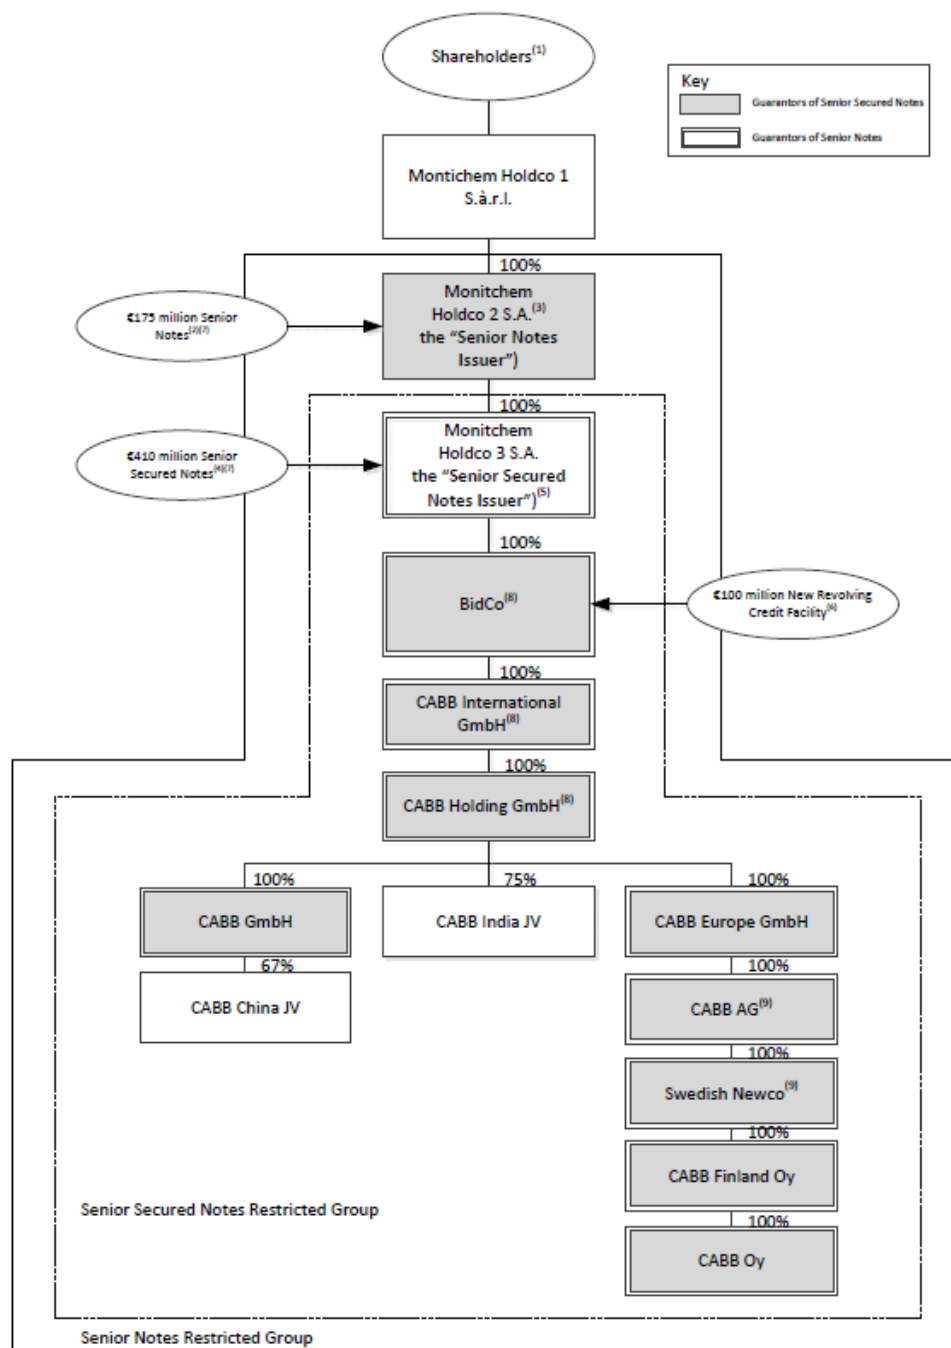 Shareholders(1)
Key
Guarantors of Senior Secured Notes
Guarantors of Senior Notes
Montichem Holdco 1
S.à.r.l.
100%
Monitchem
Holdco 2 S.A.(3)
the “Senior Notes
Issuer”)
€175 million Senior
Notes(2)(7)
100%
Monitchem
Holdco 3 S.A.
the “Senior Secured
Notes Issuer”)(5)
€410 million Senior
Secured Notes(4)(7)
100%
BidCo(8)
€100 million New Revolving
Credit Facility(6)
100%
CABB International
GmbH(8)
100%
CABB Holding GmbH(8)
100%
75%
100%
CABB GmbH
CABB India JV
CABB Europe GmbH
67%
100%
CABB China JV
CABB AG(9)
100%
Swedish Newco(9)
100%
CABB Finland Oy
Senior Secured Notes Restricted Group
100%
CABB Oy
Senior Notes Restricted Group